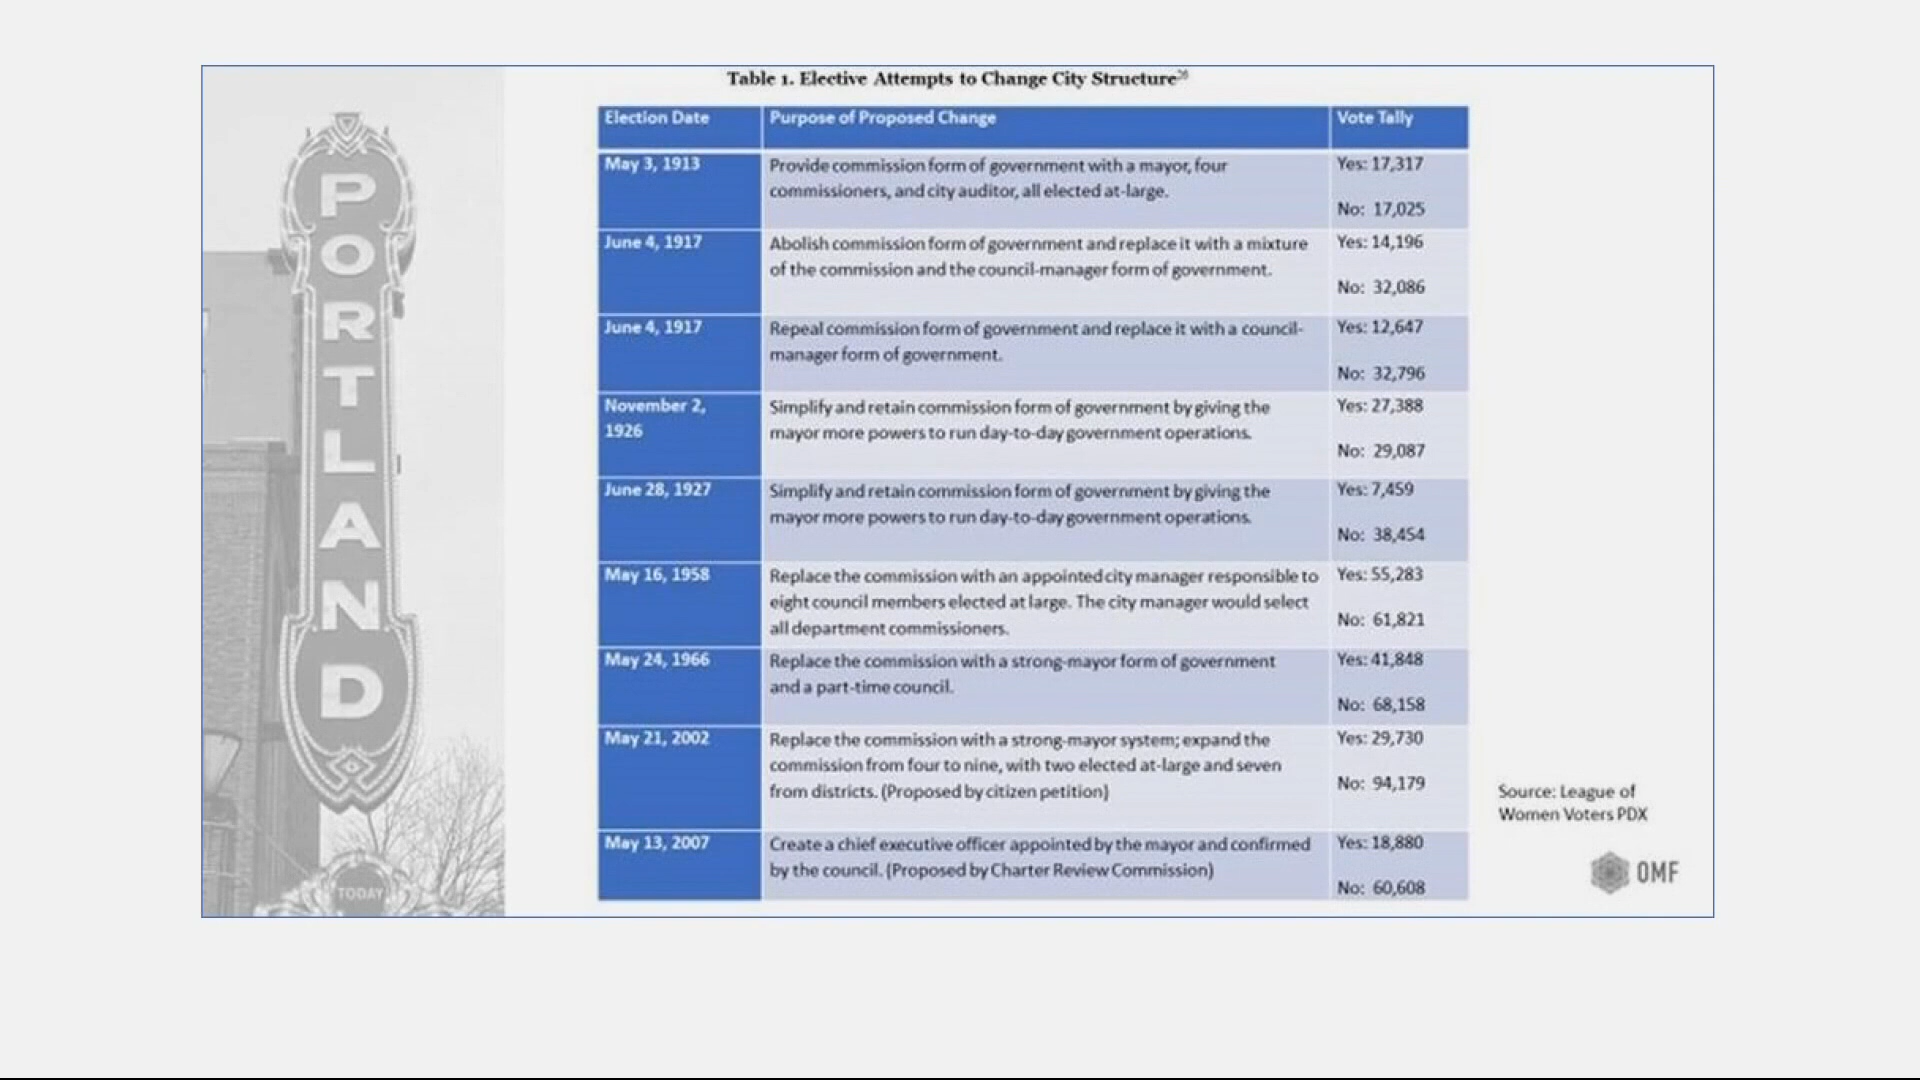 PORTLAND
TODAY
Table 1. Elective Attempts to Change City Structure26
Election Date
Purpose of Proposed Change
Vote Tally
May 3, 1913
Provide commission form of government with a mayor, four
commissioners, and city auditor, all elected at-large.
Yes: 17,317
No: 17,025
June 4, 1917
Abolish commission form of government and replace it with a mixture
of the commission and the council-manager form of government.
Yes: 14,196
No: 32,086
June 4, 1917
Repeal commission form of government and replace it with a council-
manager form of government.
Yes: 12,647
No: 32,796
November 2,
1926
Simplify and retain commission form of government by giving the
mayor more powers to run day-to-day government operations.
Yes: 27,388
No: 29,087
June 28, 1927
Simplify and retain commission form of government by giving the
mayor more powers to run day-to-day government operations.
Yes: 7,459
No: 38,454
May 16, 1958
Replace the commission with an appointed city manager responsible to
eight council members elected at large. The city manager would select
all department commissioners.
Yes: 55,283
No: 61,821
May 24, 1966
Replace the commission with a strong-mayor form of government
and a part-time council.
Yes: 41,848
No: 68,158
May 21, 2002
Replace the commission with a strong-mayor system; expand the
commission from four to nine, with two elected at-large and seven
from districts. (Proposed by citizen petition)
Yes: 29,730
No: 94,179
May 13, 2007
Create a chief executive officer appointed by the mayor and confirmed
by the council. (Proposed by Charter Review Commission)
Yes: 18,880
No: 60,608
Source: League of
Women Voters PDX
OMF